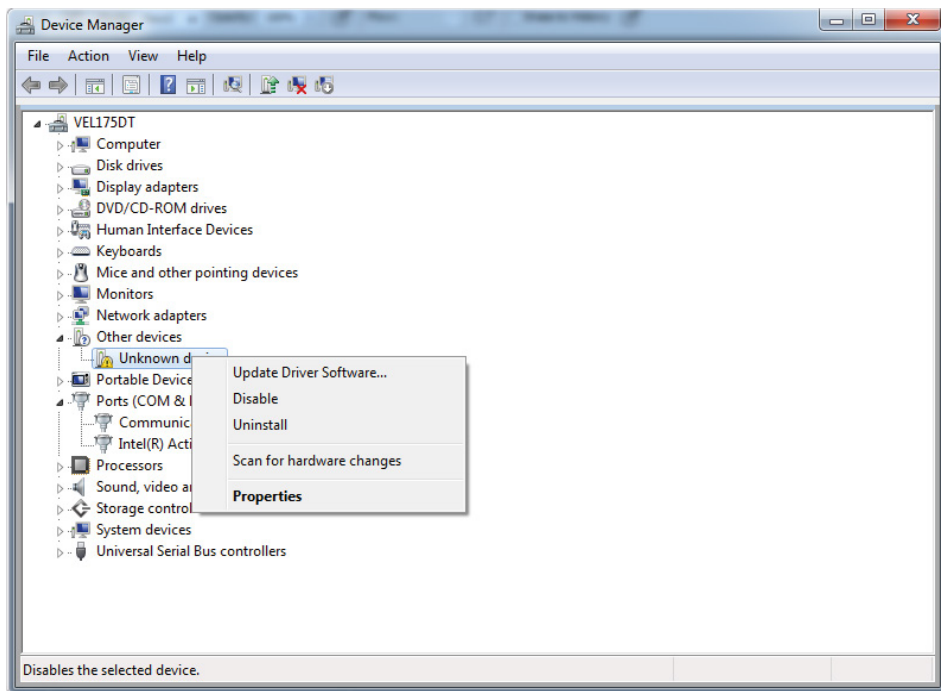 Device Manager
File Action View Help
VEL175DT
Computer
Disk drives
Display adapters
DVD/CD-ROM drives
Human Interface Devices
Keyboards
Mice and other pointing devices
Monitors
Network adapters
Other devices
Unknown
Update Driver Software...
Portable Device
Disable
Ports (COM &
Communic
Uninstall
Intel(R) Acti
Scan for hardware changes
Processors
Sound, video
Properties
Storage control
System devices
Universal Serial Bus controllers
Disables the selected device.